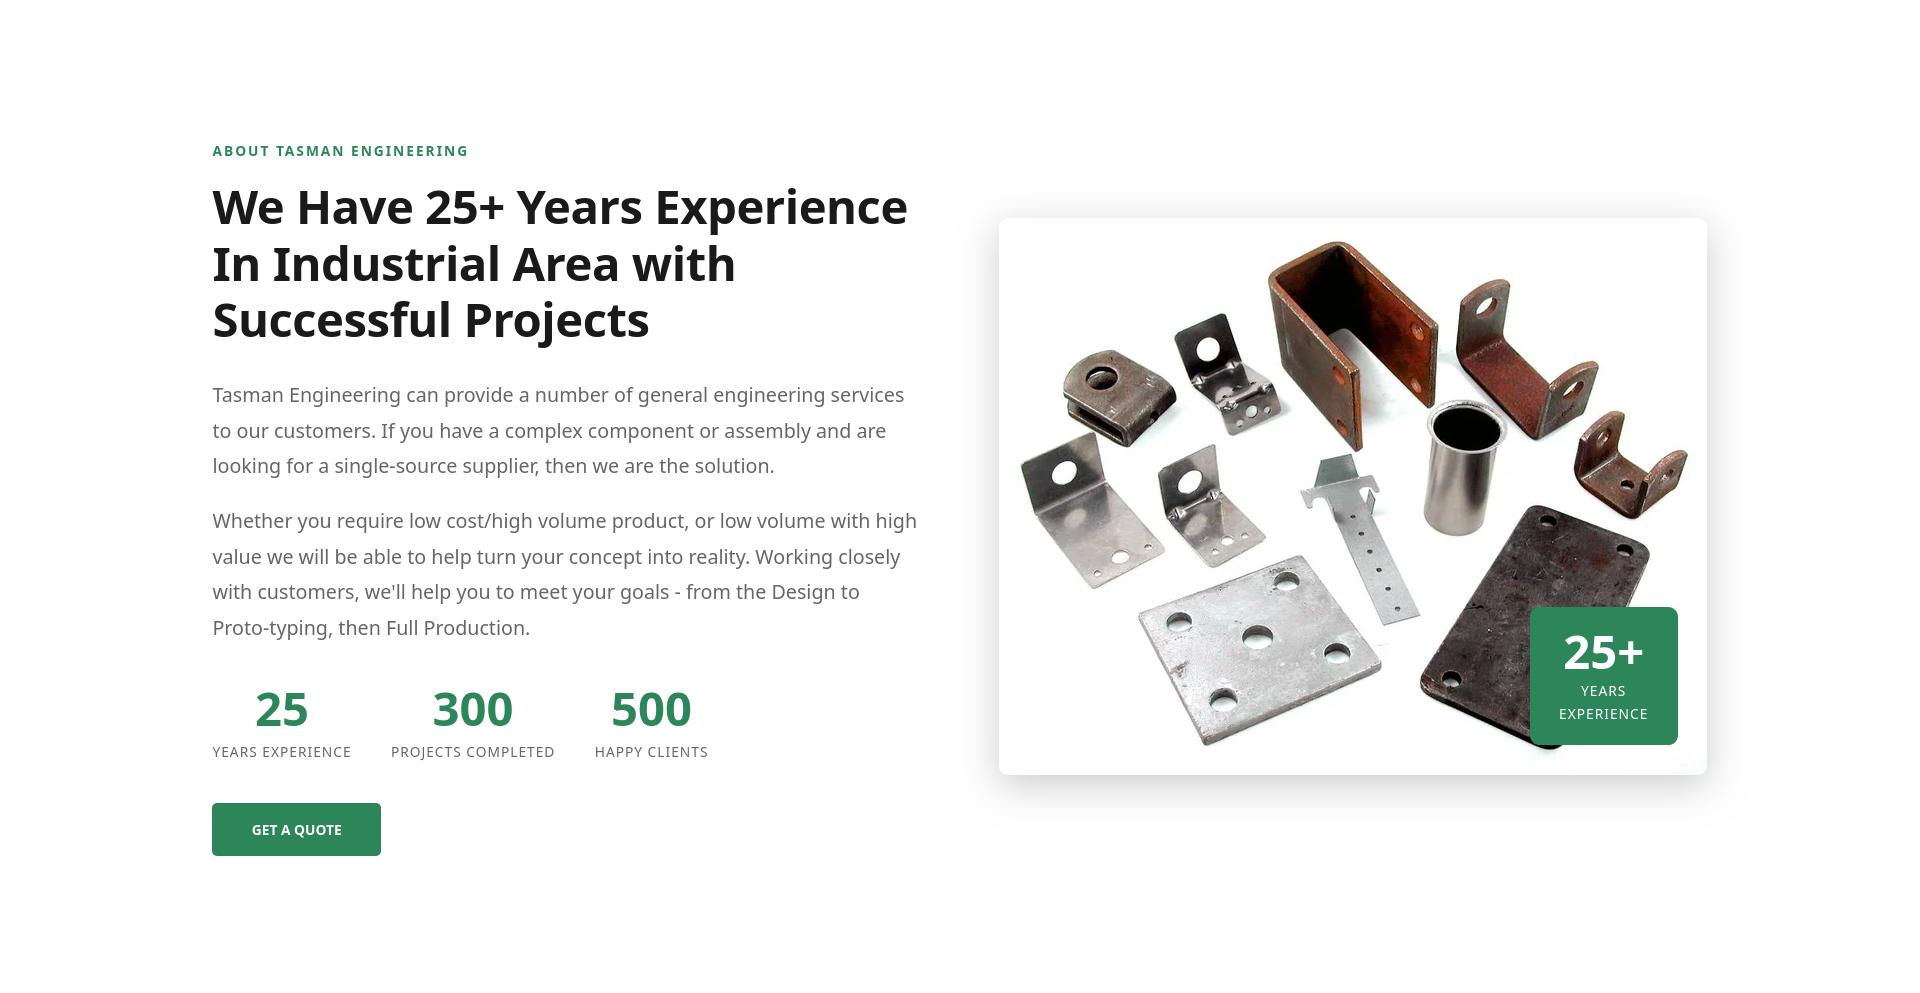 ABOUT TASMAN ENGINEERING
We Have 25+ Years Experience
In Industrial Area with
Successful Projects
Tasman Engineering can provide a number of general engineering services
to our customers. If you have a complex component or assembly and are
looking for a single-source supplier, then we are the solution.
Whether you require low cost/high volume product, or low volume with high
value we will be able to help turn your concept into reality. Working closely
with customers, we'll help you to meet your goals - from the Design to
Proto-typing, then Full Production.
25
YEARS EXPERIENCE
300
PROJECTS COMPLETED
500
HAPPY CLIENTS
GET A QUOTE
25+
YEARS
EXPERIENCE